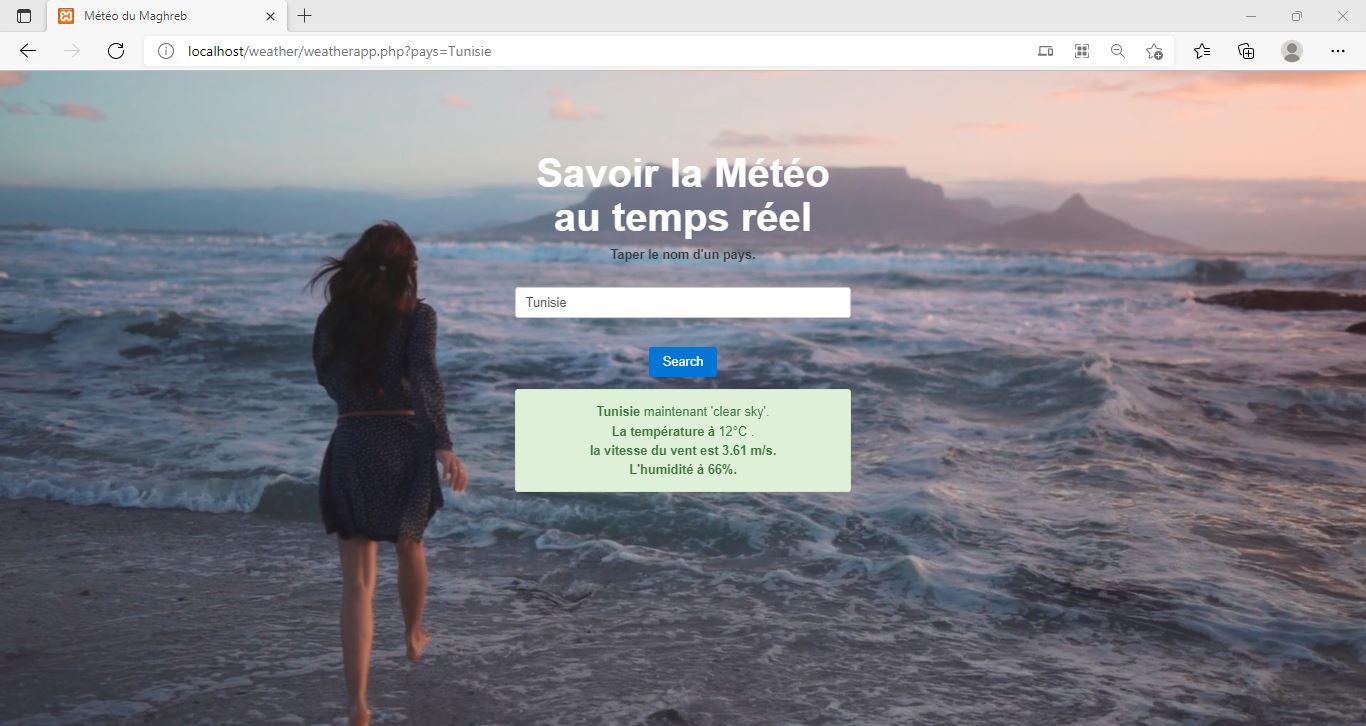 Météo du Maghreb
localhost/weather/weatherapp.php?pays=Tunisie
Savoir la Météo
au temps réel
Taper le nom d'un pays.
Tunisie
Search
Tunisie maintenant 'clear sky'.
La température à 12°C .
la vitesse du vent est 3.61 m/s.
L'humidité à 66%.